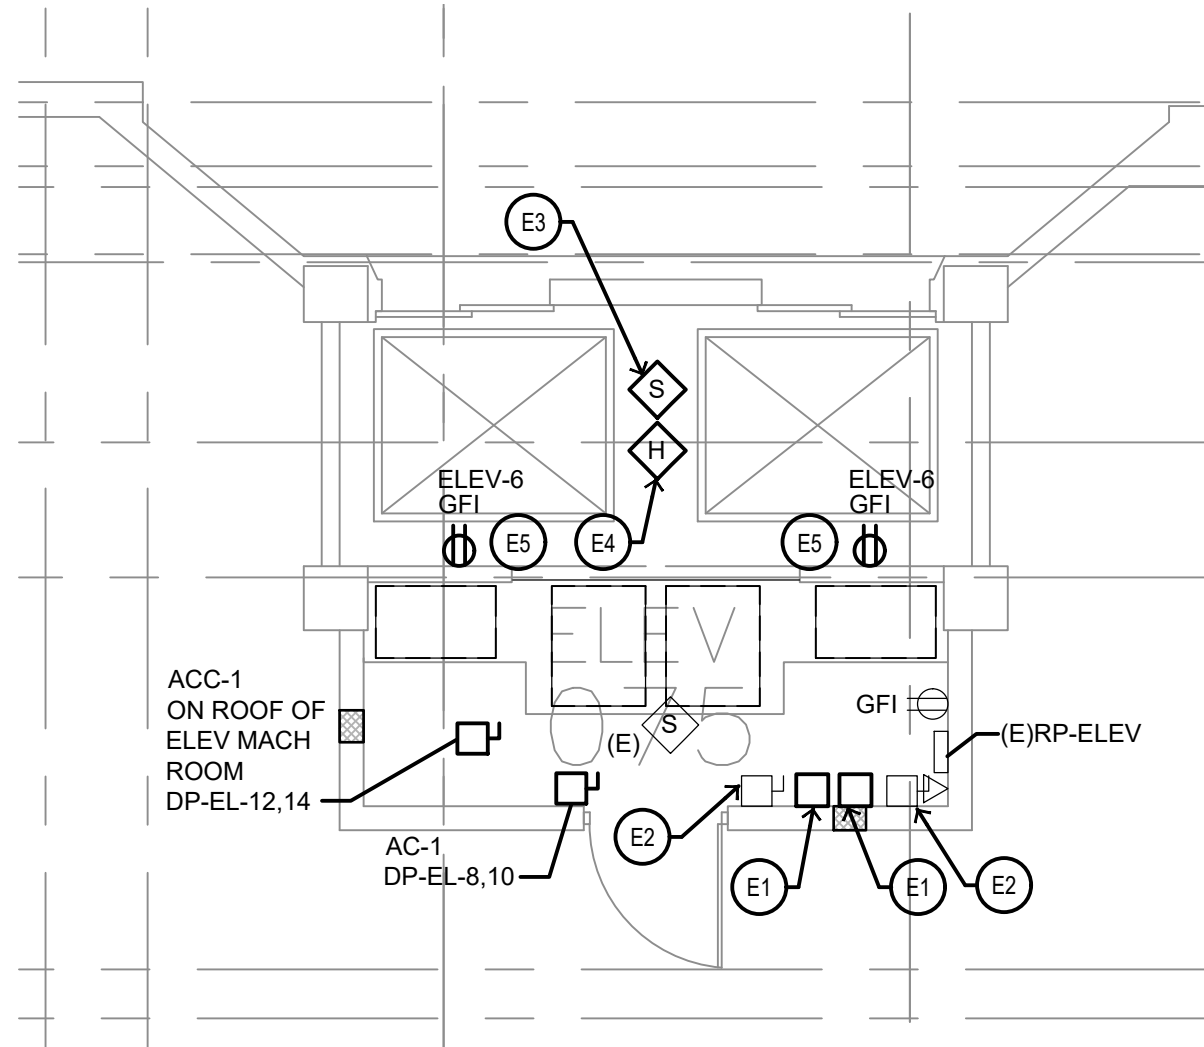 E3
S
H
ELEV-6
GFI
ELEV-6
GFI
E5
E4
E5
ELEV
075
ACC-1
ON ROOF OF
ELEV MACH
ROOM
DP-EL-12,14
(E)
S
GFI
(E)RP-ELEV
AC-1
DP-EL-8,10
E2
E1
E1
E2